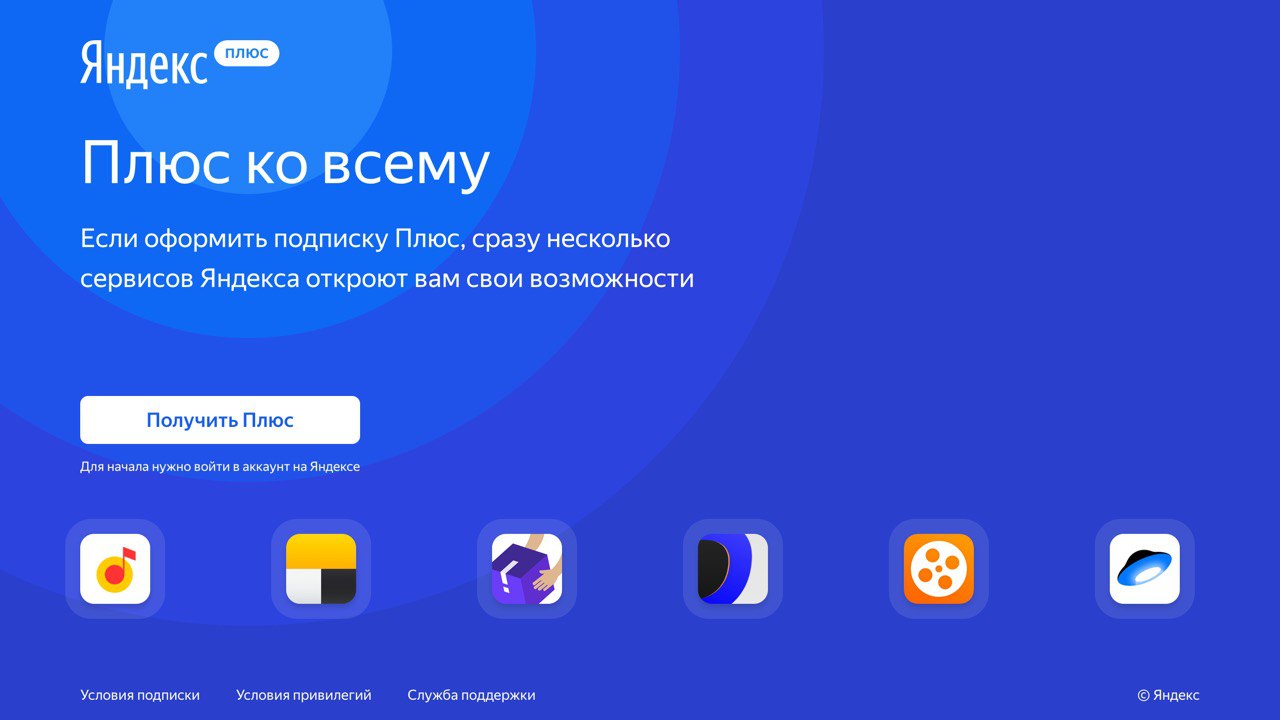 Яндекс плюс
Плюс ко всему
Если оформить подписку Плюс, сразу несколько
сервисов Яндекса откроют вам свои возможности
Получить Плюс
Для начала нужно войти в аккаунт на Яндексе
Условия подписки Условия привилегий Служба поддержки © Яндекс